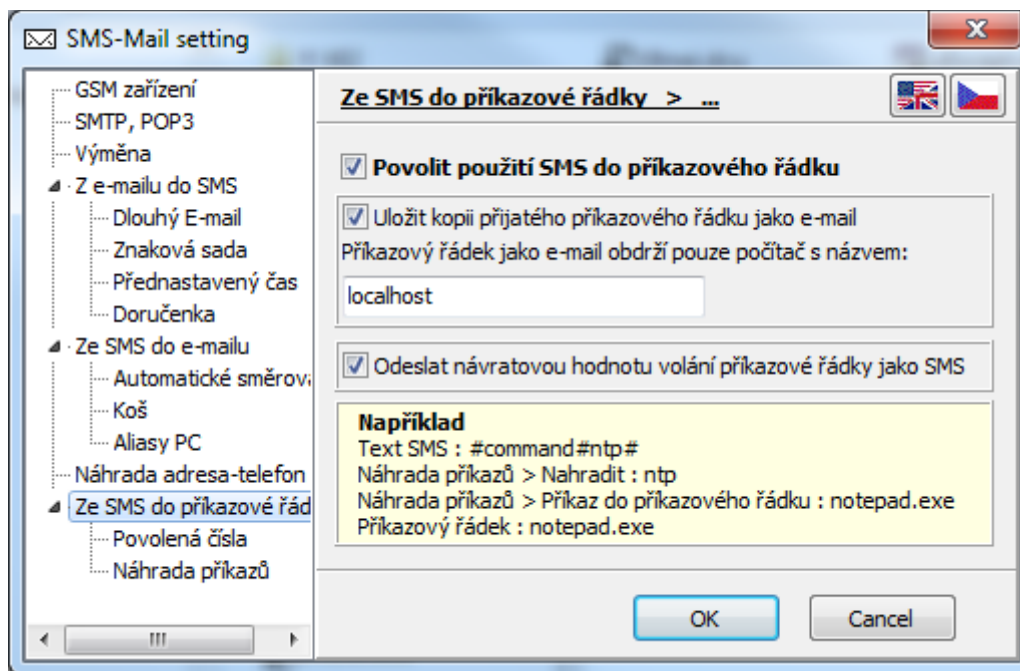 SMS-Mail setting
GSM zařízení
SMTP, POP3
Výměna
Z e-mailu do SMS
Dlouhý E-mail
Znaková sada
Přednastavený čas
Doručenka
Ze SMS do e-mailu
Automatické směrov
Koš
Aliasy PC
Náhrada adresa-telefon
Ze SMS do příkazové řád
Povolená čísla
Náhrada příkazů
Ze SMS do příkazové řádky > ...
Povolit použití SMS do příkazového řádku
Uložit kopii přijatého příkazového řádku jako e-mail
Příkazový řádek jako e-mail obdrží pouze počítač s názvem:
localhost
Odeslat návratovou hodnotu volání příkazové řádky jako SMS
Například
Text SMS : #command#ntp#
Náhrada příkazů > Nahradit : ntp
Náhrada příkazů > Příkaz do příkazového řádku : notepad.exe
Příkazový řádek : notepad.exe
OK
Cancel